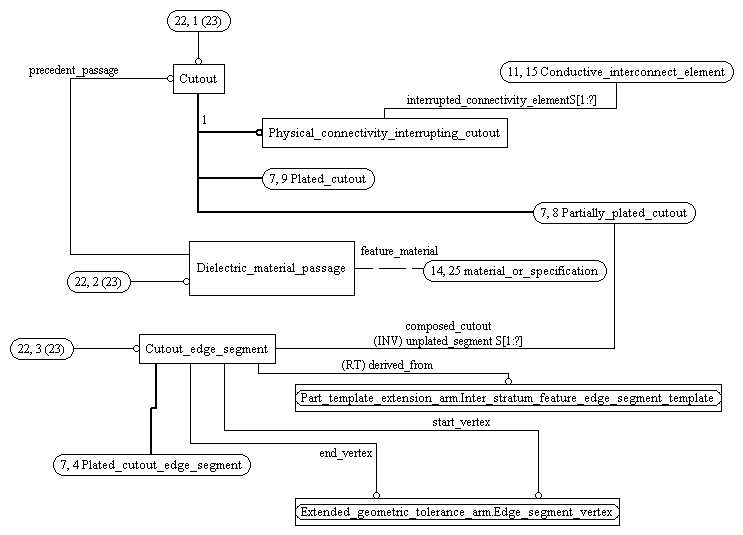 22, 1 (23)
precedent_passage
Cutout
11, 15 Conductive_interconnect_element
interrupted_connectivity_elementS[1:?]
1
Physical_connectivity_interrupting_cutout
7, 9 Plated_cutout
7, 8 Partially_plated_cutout
feature_material
Dielectric_material_passage
14, 25 material_or_specification
22, 2 (23)
composed_cutout
(INV) unplated_segment S[1:?]
22, 3 (23)
Cutout_edge_segment
(RT) derived_from
Part_template_extension_arm.Inter_stratum_feature_edge_segment_template
start_vertex
end_vertex
7, 4 Plated_cutout_edge_segment
Extended_geometric_tolerance_arm.Edge_segment_vertex